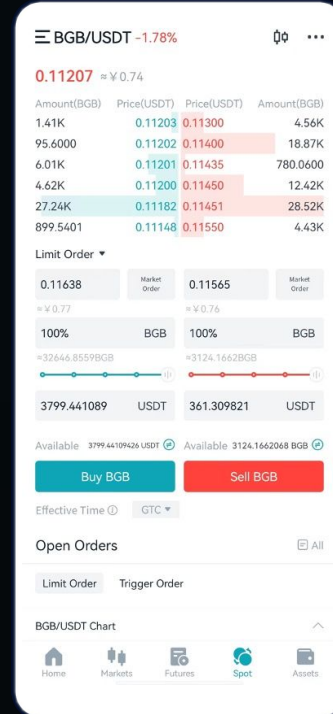 BGB/USDT -1.78%
0.11207 ≈¥0.74
Amount(BGB) Price(USDT) Price(USDT) Amount(BGB)
1.41K 0.11203 0.11300 4.56K
95.6000 0.11202 0.11400 18.87K
6.01K 0.11201 0.11435 780.0600
4.62K 0.11200 0.11450 12.42K
27.24K 0.11182 0.11451 28.52K
899.5401 0.11148 0.11550 4.43K
Limit Order
0.11638 Market Order 0.11565 Market Order
≈¥0.77 ≈¥0.76
100% BGB 100% BGB
≈32646.8559BGB ≈3124.1662BGB
3799.441089 USDT 361.309821 USDT
Available 3799.44109426 USDT Available 3124.1662068 BGB
Buy BGB Sell BGB
Effective Time GTC
Open Orders All
Limit Order Trigger Order
BGB/USDT Chart
Home Markets Futures Spot Assets